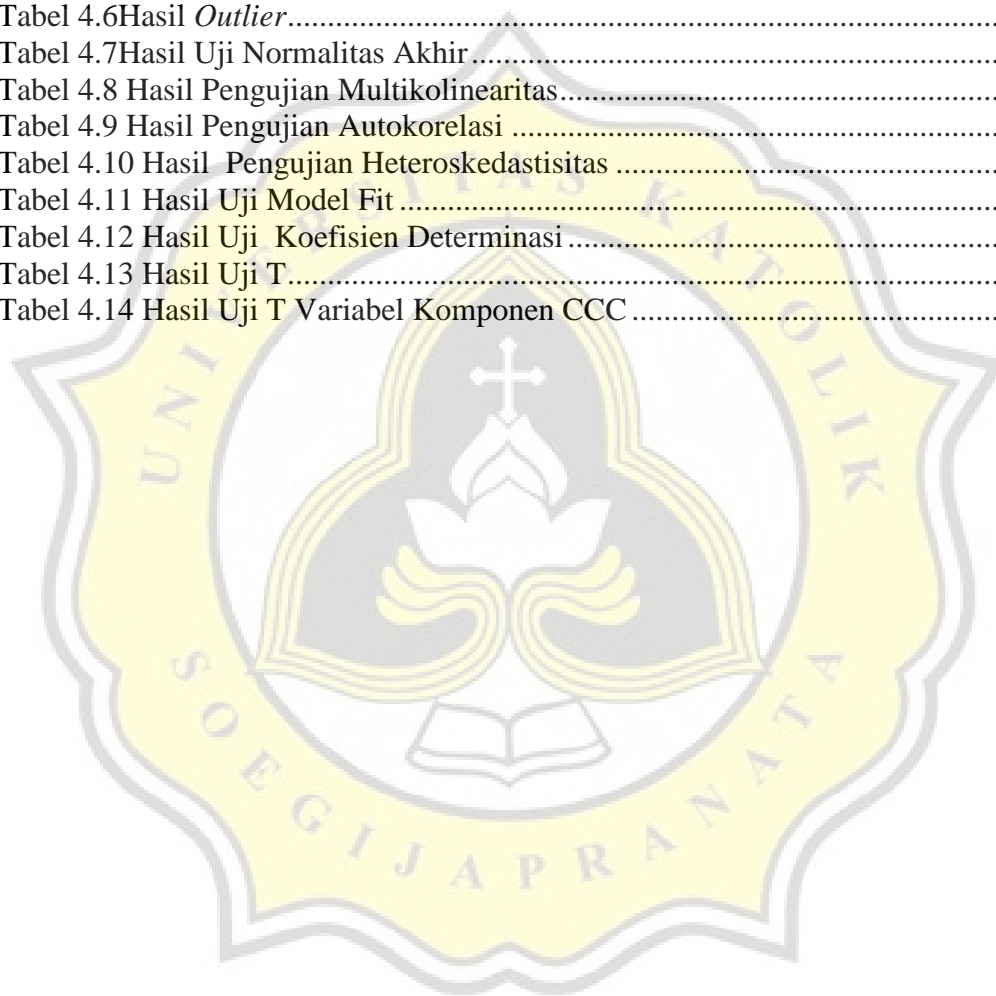 Tabel 4.6Hasil Outlier....................................................................................................
Tabel 4.7Hasil Uji Normalitas Akhir....................................................................
Tabel 4.8 Hasil Pengujian Multikolinearitas........................................................
Tabel 4.9 Hasil Pengujian Autokorelasi ...............................................................
Tabel 4.10 Hasil  Pengujian Heteroskedastisitas .................................................
Tabel 4.11 Hasil Uji Model Fit ...............................................................................
Tabel 4.12 Hasil Uji  Koefisien Determinasi ........................................................
Tabel 4.13 Hasil Uji T..............................................................................................
Tabel 4.14 Hasil Uji T Variabel Komponen CCC ...............................................
UNIVERSITAS KATOLIK
SOEGIJAPRANATA